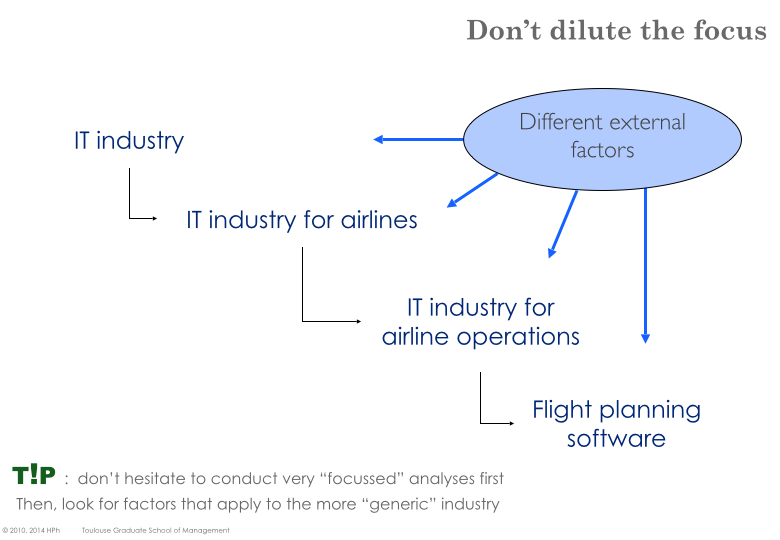 Don’t dilute the focus
Different external
factors
IT industry
IT industry for airlines
IT industry for
airline operations
Flight planning
software
T!P : don’t hesitate to conduct very “focussed” analyses first
Then, look for factors that apply to the more “generic” industry
© 2010, 2014 HPh Toulouse Graduate School of Management